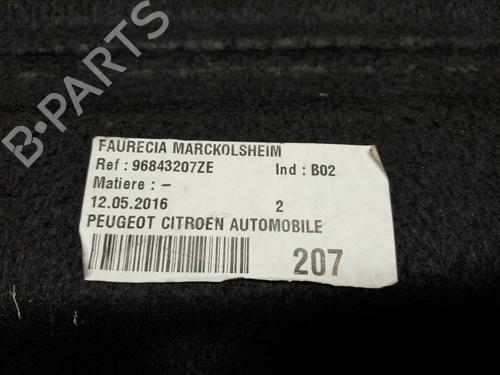 B-PARTS
FAURECIA MARCKOLSHEIM
Ref : 96843207ZE Ind : B02
Matiere : -
12.05.2016 2
PEUGEOT CITROEN AUTOMOBILE
207